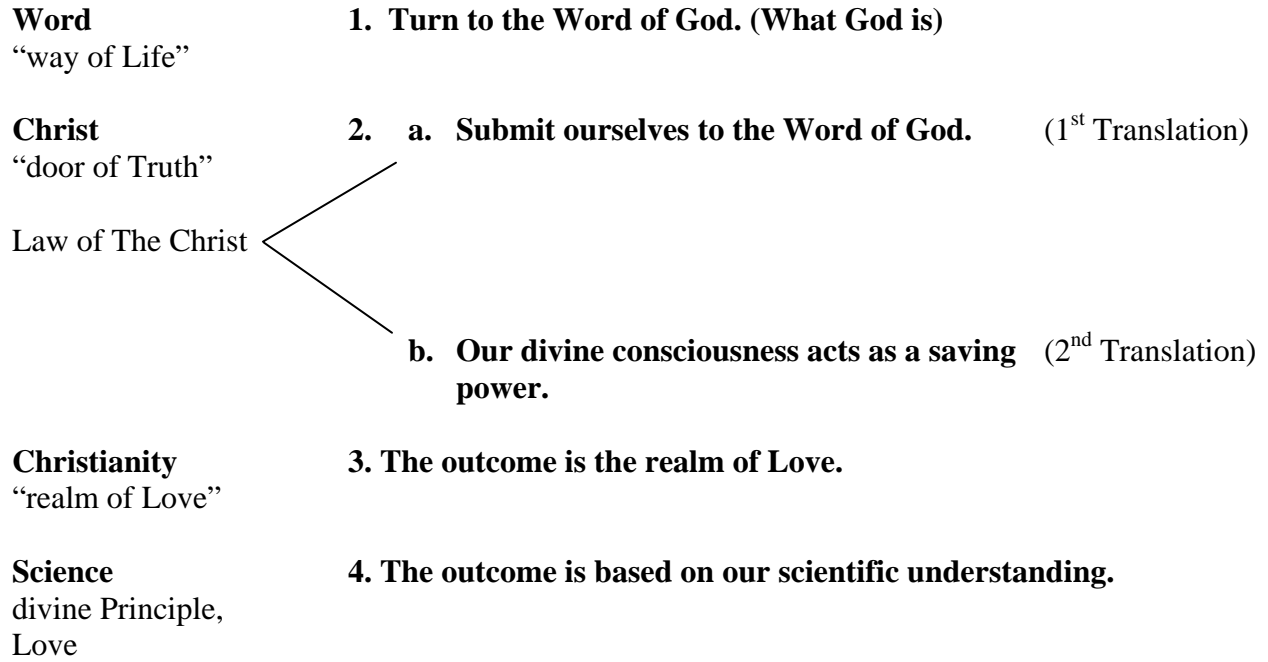 Word 1. Turn to the Word of God. (What God is)
“way of Life”
Christ 2. a. Submit ourselves to the Word of God. (1st Translation)
“door of Truth”
Law of The Christ
b. Our divine consciousness acts as a saving (2nd Translation)
power.
Christianity 3. The outcome is the realm of Love.
“realm of Love”
Science 4. The outcome is based on our scientific understanding.
divine Principle,
Love